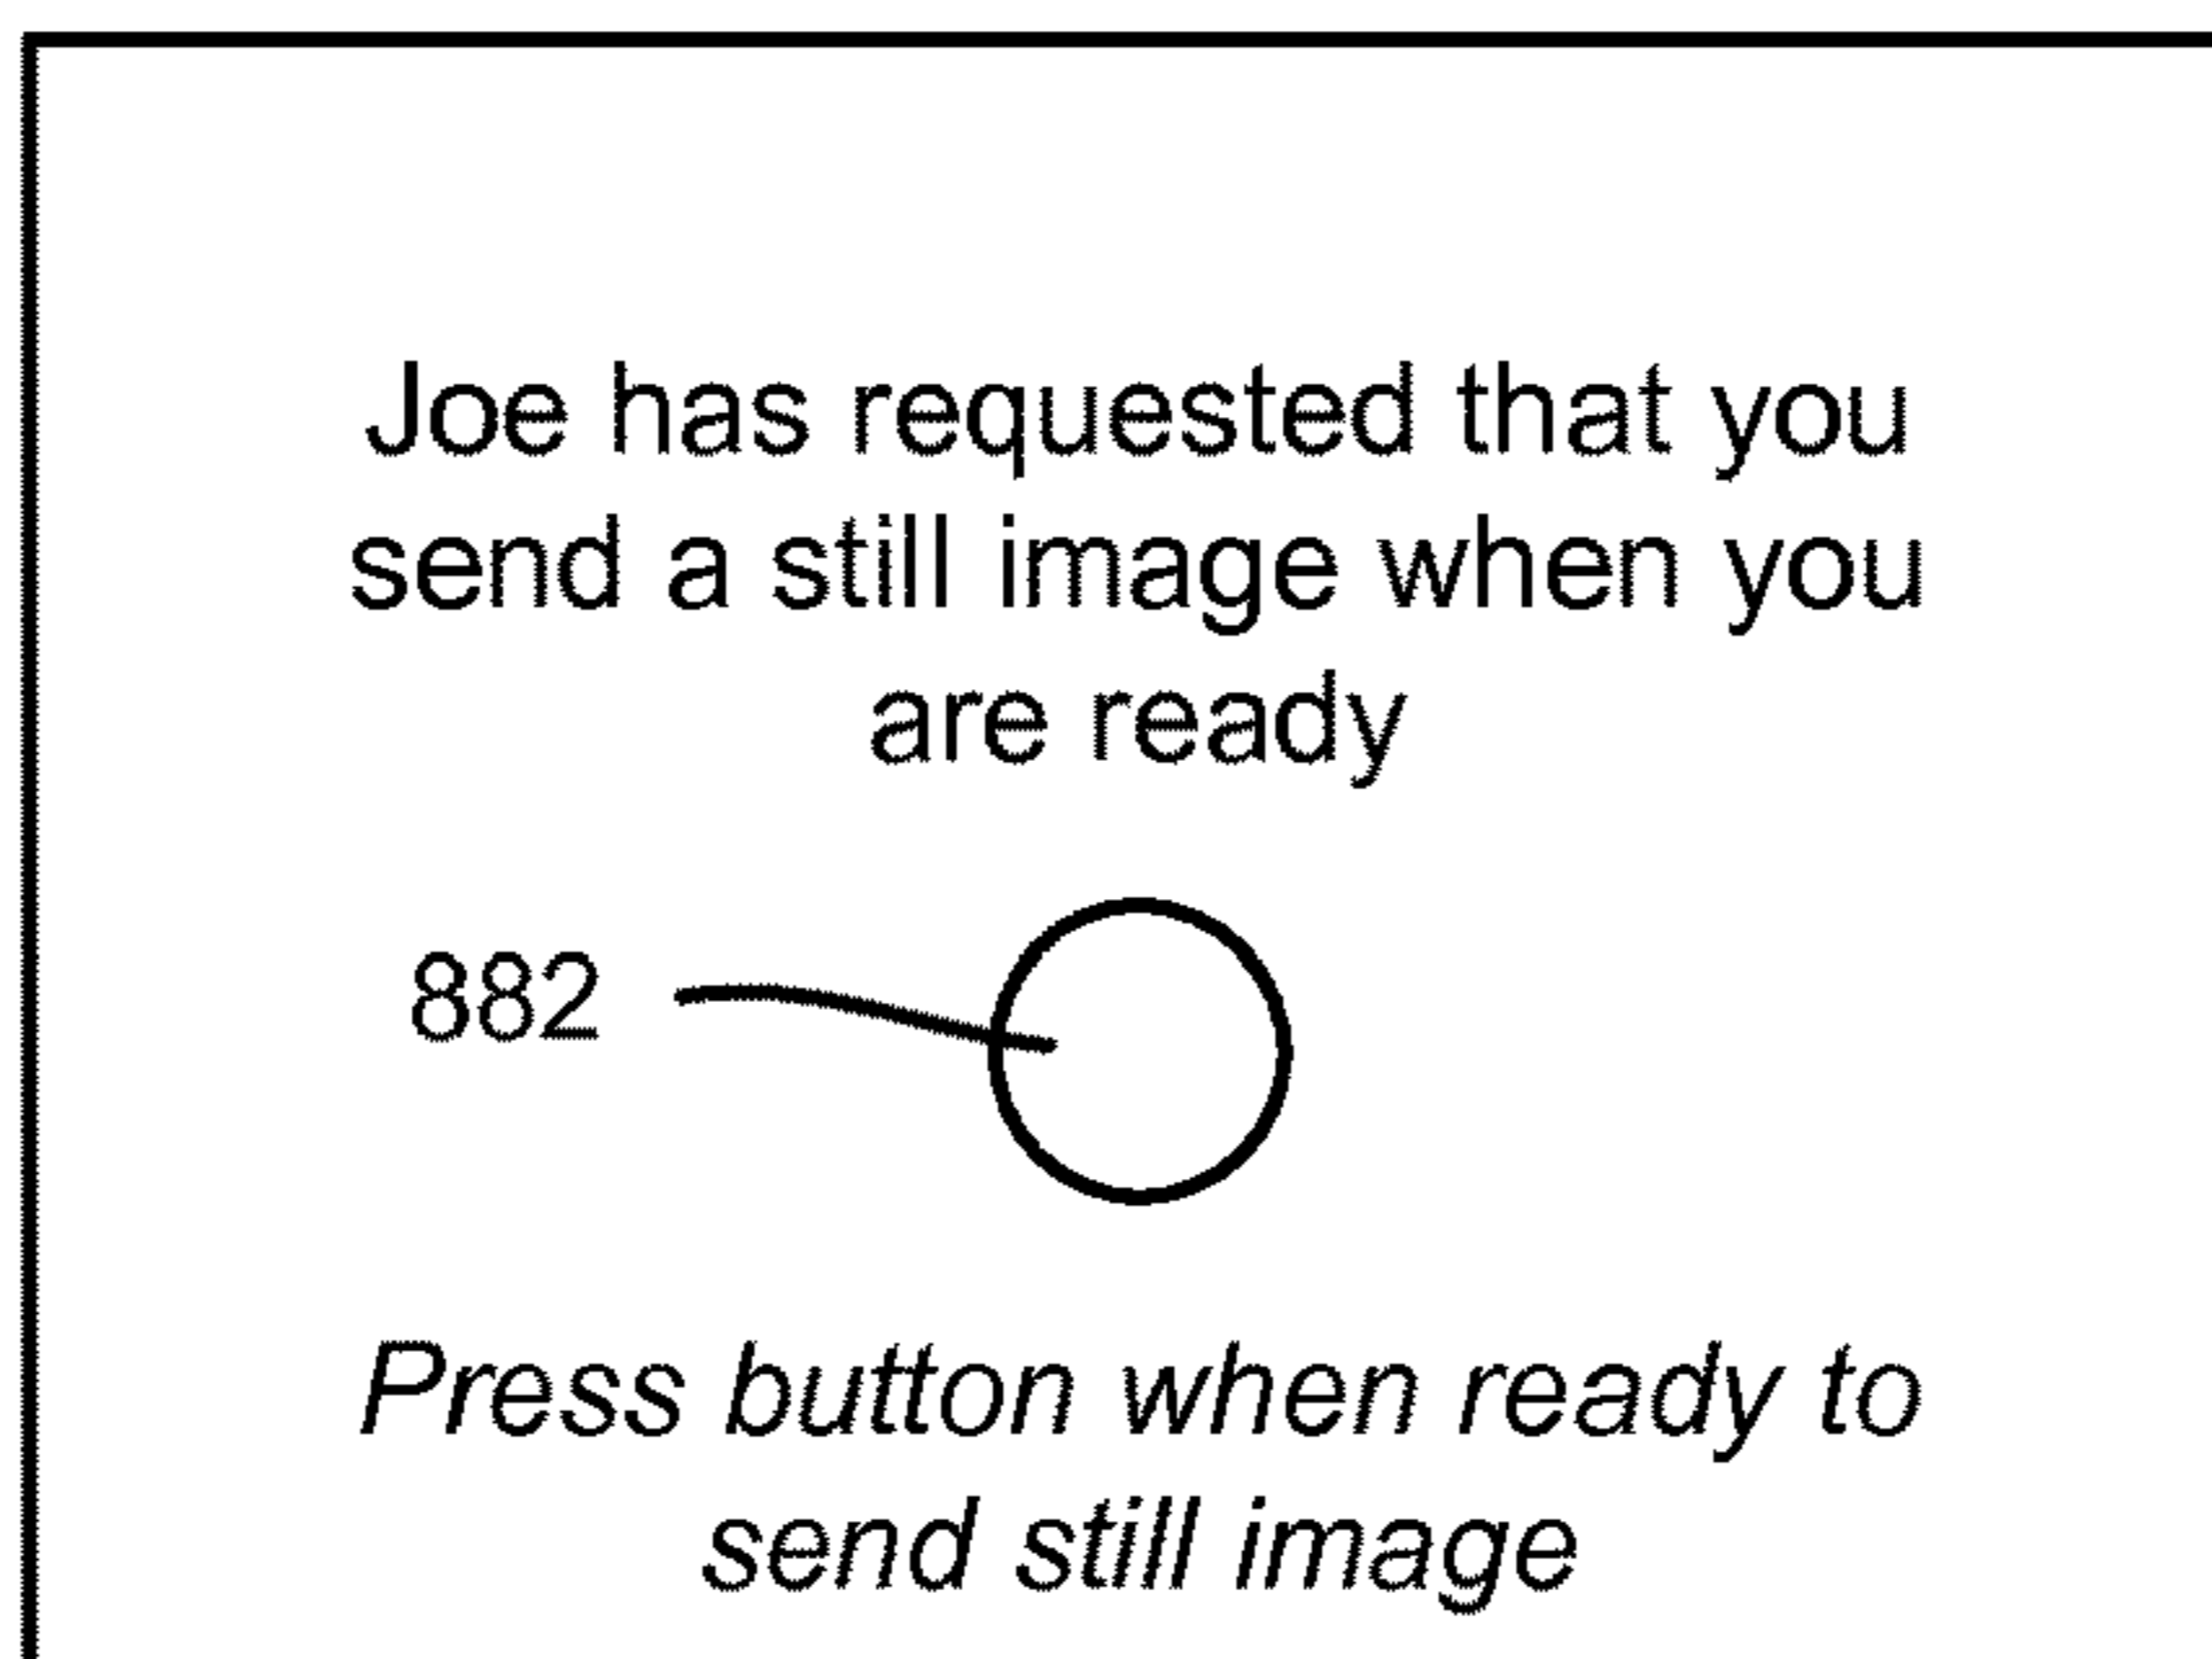 Joe has requested that you
send a still image when you
are ready
882
Press button when ready to
send still image